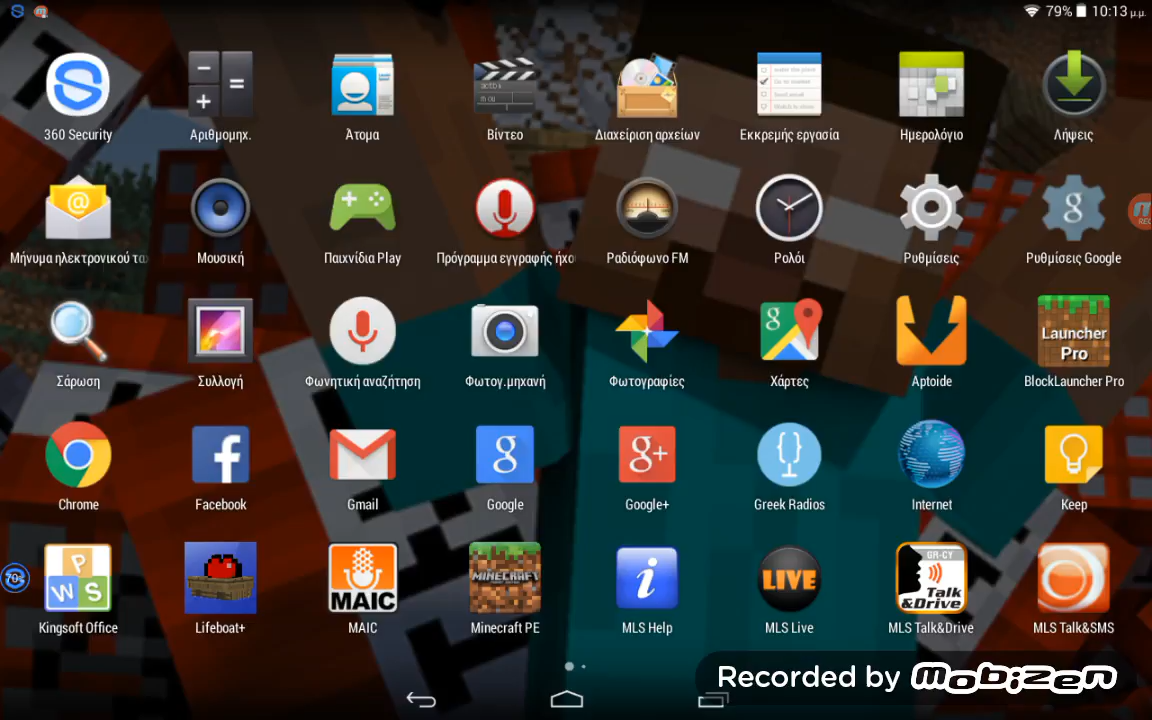 79% 10:13 μ.μ.
360 Security Αριθμομηχ. Άτομα Βίντεο Διαχείριση αρχείων Εκκρεμής εργασία Ημερολόγιο Λήψεις
Μήνυμα ηλεκτρονικού τα Μουσική Παιχνίδια Play Πρόγραμμα εγγραφής ήχο Ραδιόφωνο FM Ρολόι Ρυθμίσεις Ρυθμίσεις Google
REC
Launcher
Pro
Σάρωση Συλλογή Φωνητική αναζήτηση Φωτογ.μηχανή Φωτογραφίες Χάρτες Aptoide BlockLauncher Pro
Chrome Facebook Gmail Google Google+ Greek Radios Internet Keep
70%
P
W S
MAIC
MINECRAFT
LIVE
GR-CY
Talk
&Drive
Kingsoft Office Lifeboat+ MAIC Minecraft PE MLS Help MLS Live MLS Talk&Drive MLS Talk&SMS
Recorded by mobizen